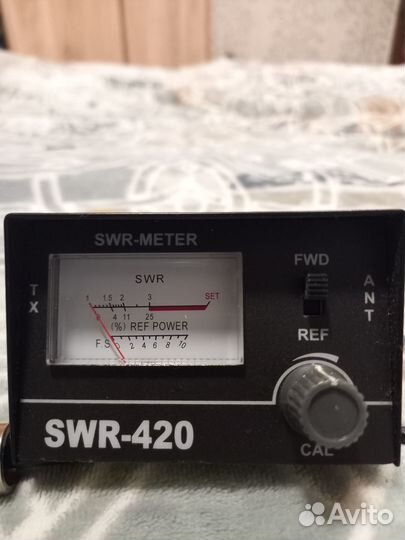 SWR-METER
TX
ANT
FWD
REF
SWR
1 1.5 2 3 SET
4 11 25
(%) REF POWER
F.S.
2 4 6 8 10
CAL
SWR-420
Avito